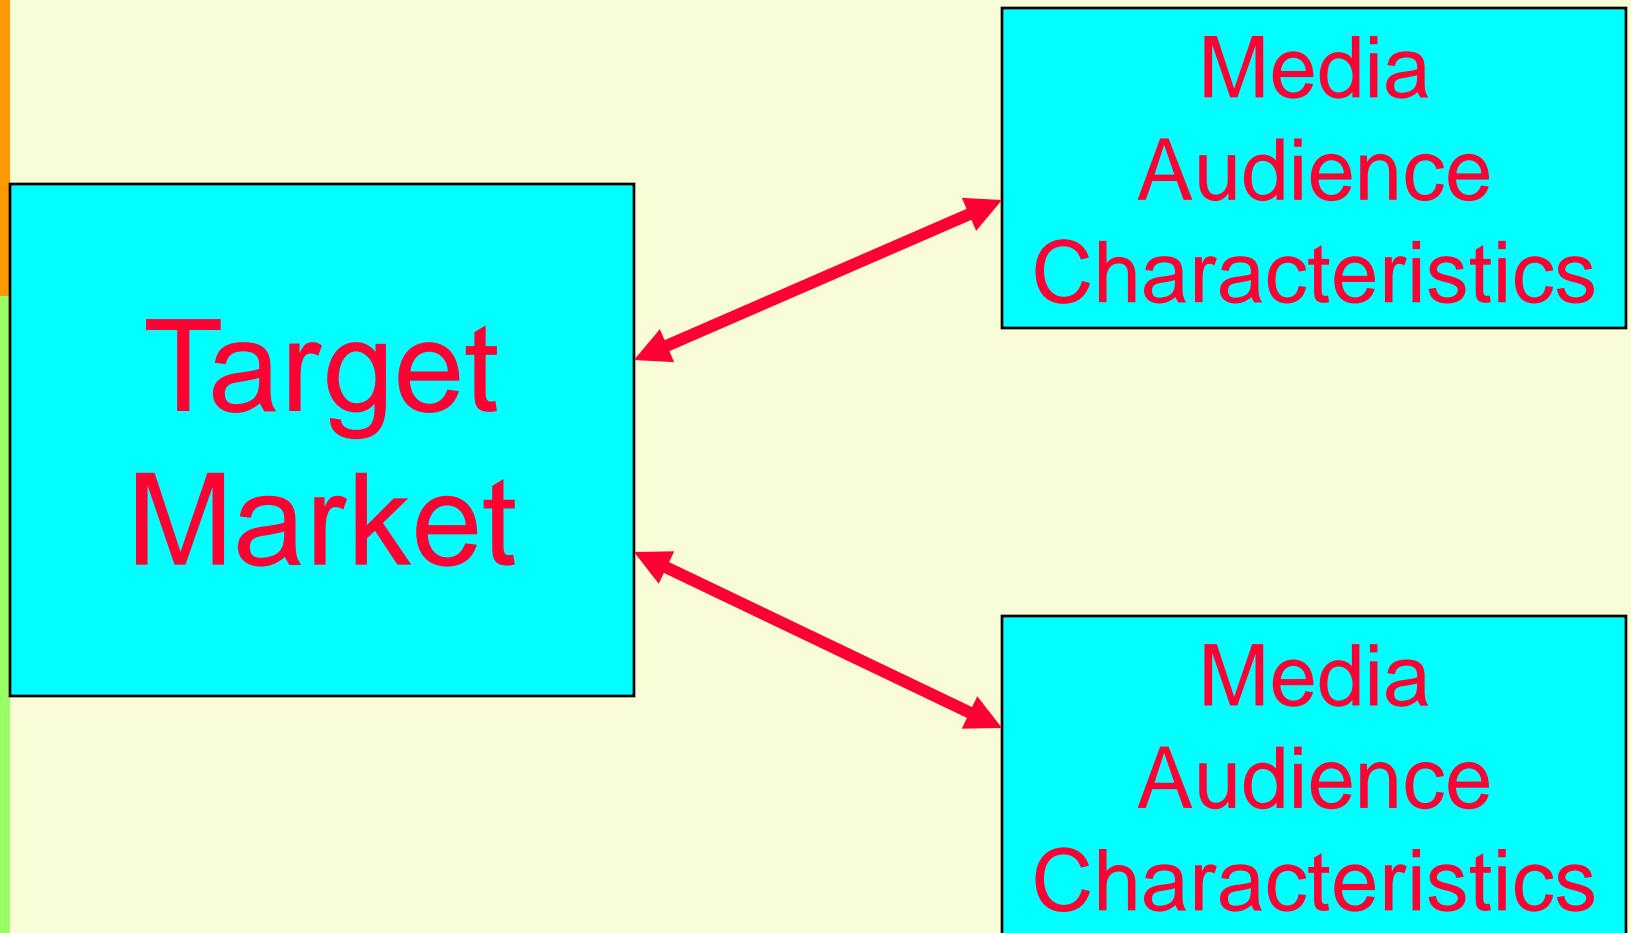 Target
Market
Media
Audience
Characteristics
Media
Audience
Characteristics